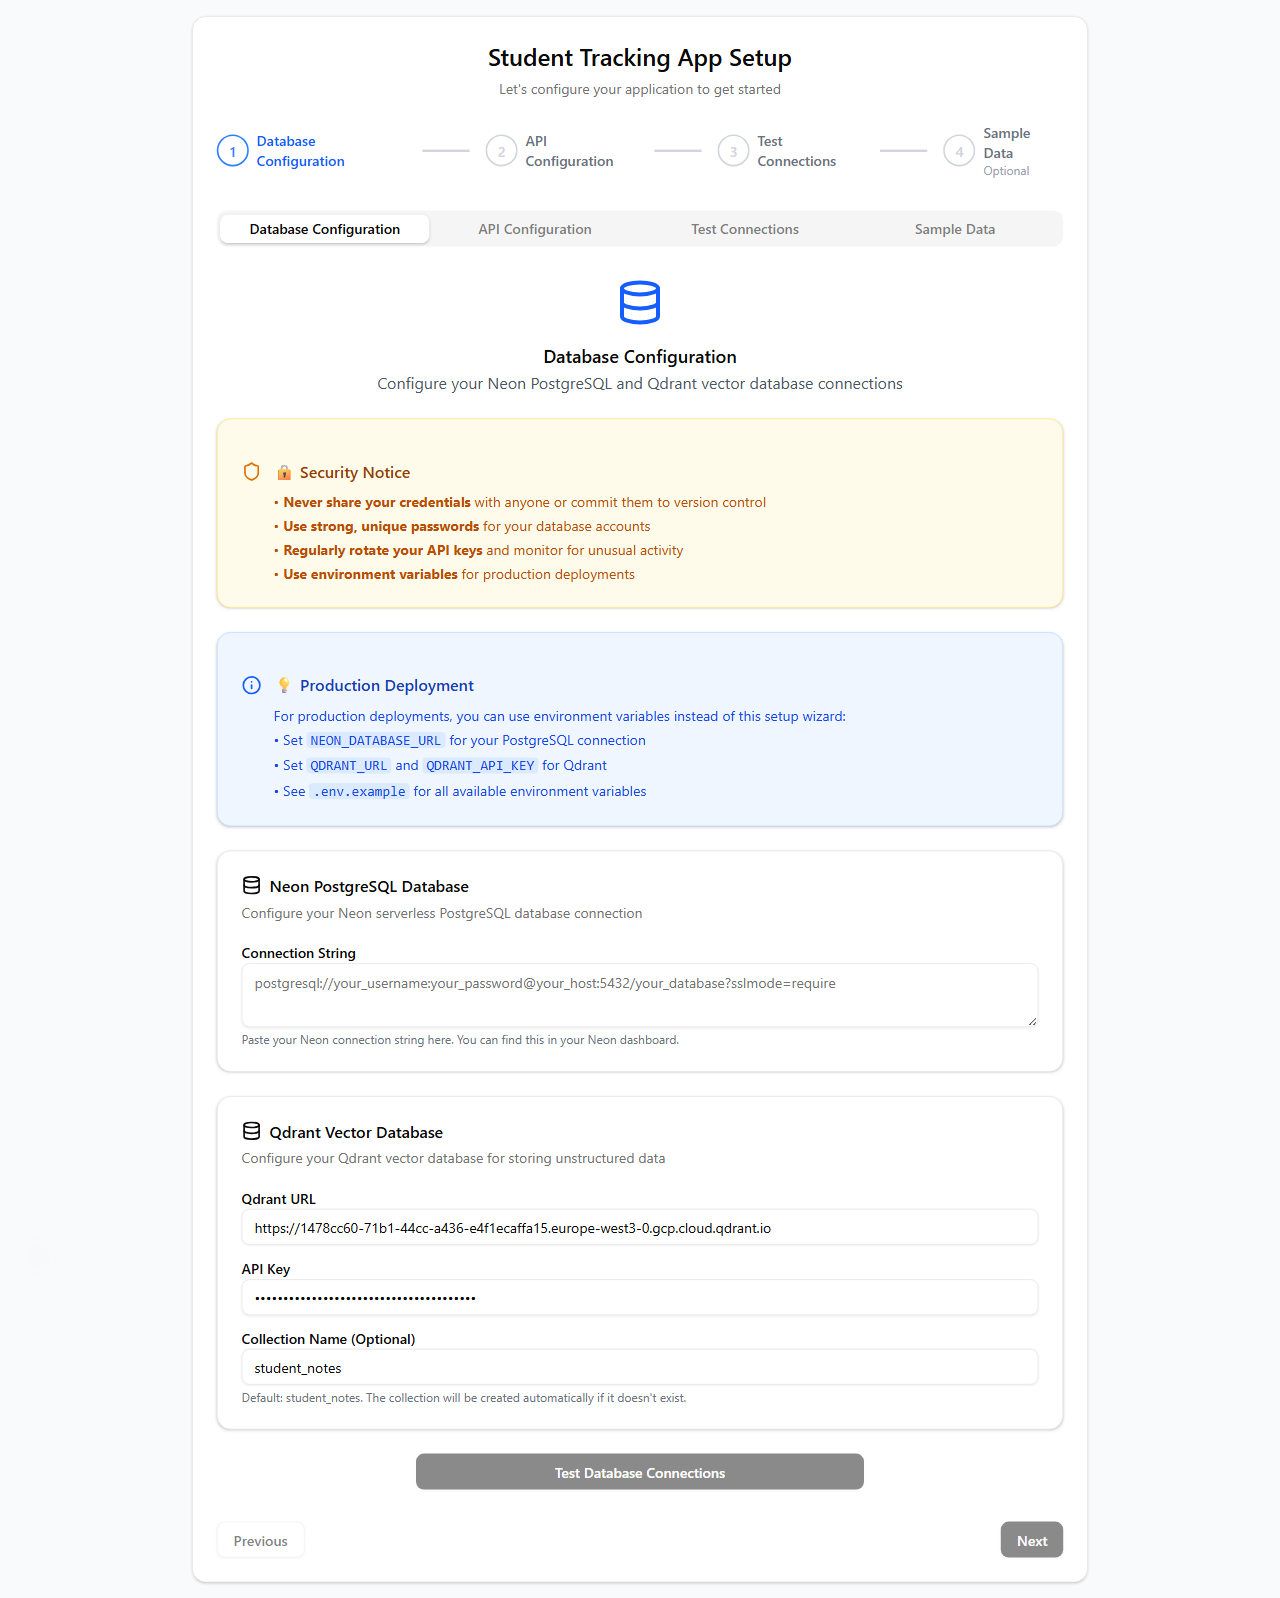 Student Tracking App Setup
Let's configure your application to get started
1
Database
Configuration
2
API
Configuration
3
Test
Connections
4
Sample
Data
Optional
Database Configuration
API Configuration
Test Connections
Sample Data
Database Configuration
Configure your Neon PostgreSQL and Qdrant vector database connections
🔒 Security Notice
• Never share your credentials with anyone or commit them to version control
• Use strong, unique passwords for your database accounts
• Regularly rotate your API keys and monitor for unusual activity
• Use environment variables for production deployments
💡 Production Deployment
For production deployments, you can use environment variables instead of this setup wizard:
• Set NEON_DATABASE_URL for your PostgreSQL connection
• Set QDRANT_URL and QDRANT_API_KEY for Qdrant
• See .env.example for all available environment variables
Neon PostgreSQL Database
Configure your Neon serverless PostgreSQL database connection
Connection String
postgresql://your_username:your_password@your_host:5432/your_database?sslmode=require
Paste your Neon connection string here. You can find this in your Neon dashboard.
Qdrant Vector Database
Configure your Qdrant vector database for storing unstructured data
Qdrant URL
https://1478cc60-71b1-44cc-a436-e4f1ecaffa15.europe-west3-0.gcp.cloud.qdrant.io
API Key
•••••••••••••••••••••••••••••••••••••••
Collection Name (Optional)
student_notes
Default: student_notes. The collection will be created automatically if it doesn't exist.
Test Database Connections
Previous
Next